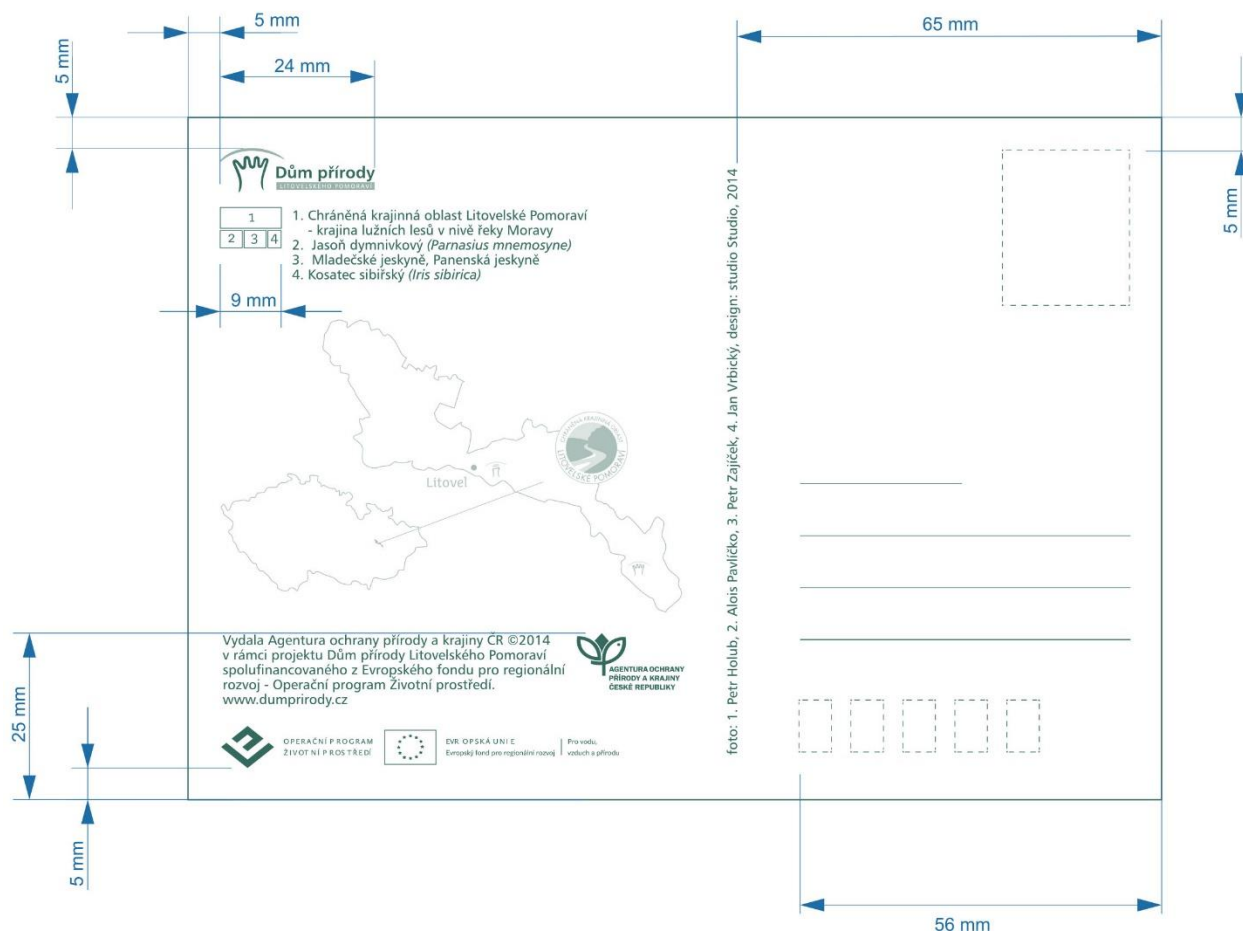 5 mm
65 mm
5 mm
24 mm
5 mm
Dům přírody
LITOVELSKÉHO POMORAVÍ
1
2 3 4
1. Chráněná krajinná oblast Litovelské Pomoraví
- krajina lužních lesů v nivě řeky Moravy
2. Jasoň dymnivkový (Parnasius mnemosyne)
3. Mladečské jeskyně, Panenská jeskyně
4. Kosatec sibiřský (Iris sibirica)
9 mm
CHRÁNĚNÁ KRAJINNÁ OBLAST
LITOVELSKÉ POMORAVÍ
Litovel
foto: 1. Petr Holub, 2. Alois Pavlíčko, 3. Petr Zajíček, 4. Jan Vrbický, design: studio Studio, 2014
Vydala Agentura ochrany přírody a krajiny ČR ©2014
v rámci projektu Dům přírody Litovelského Pomoraví
spolufinancovaného z Evropského fondu pro regionální
rozvoj - Operační program Životní prostředí.
www.dumprirody.cz
AGENTURA OCHRANY
PŘÍRODY A KRAJINY
ČESKÉ REPUBLIKY
25 mm
OPERAČNÍ PROGRAM
ŽIVOTNÍ PROSTŘEDÍ
EVROPSKÁ UNIE
Evropský fond pro regionální rozvoj
Pro vodu,
vzduch a přírodu
5 mm
56 mm